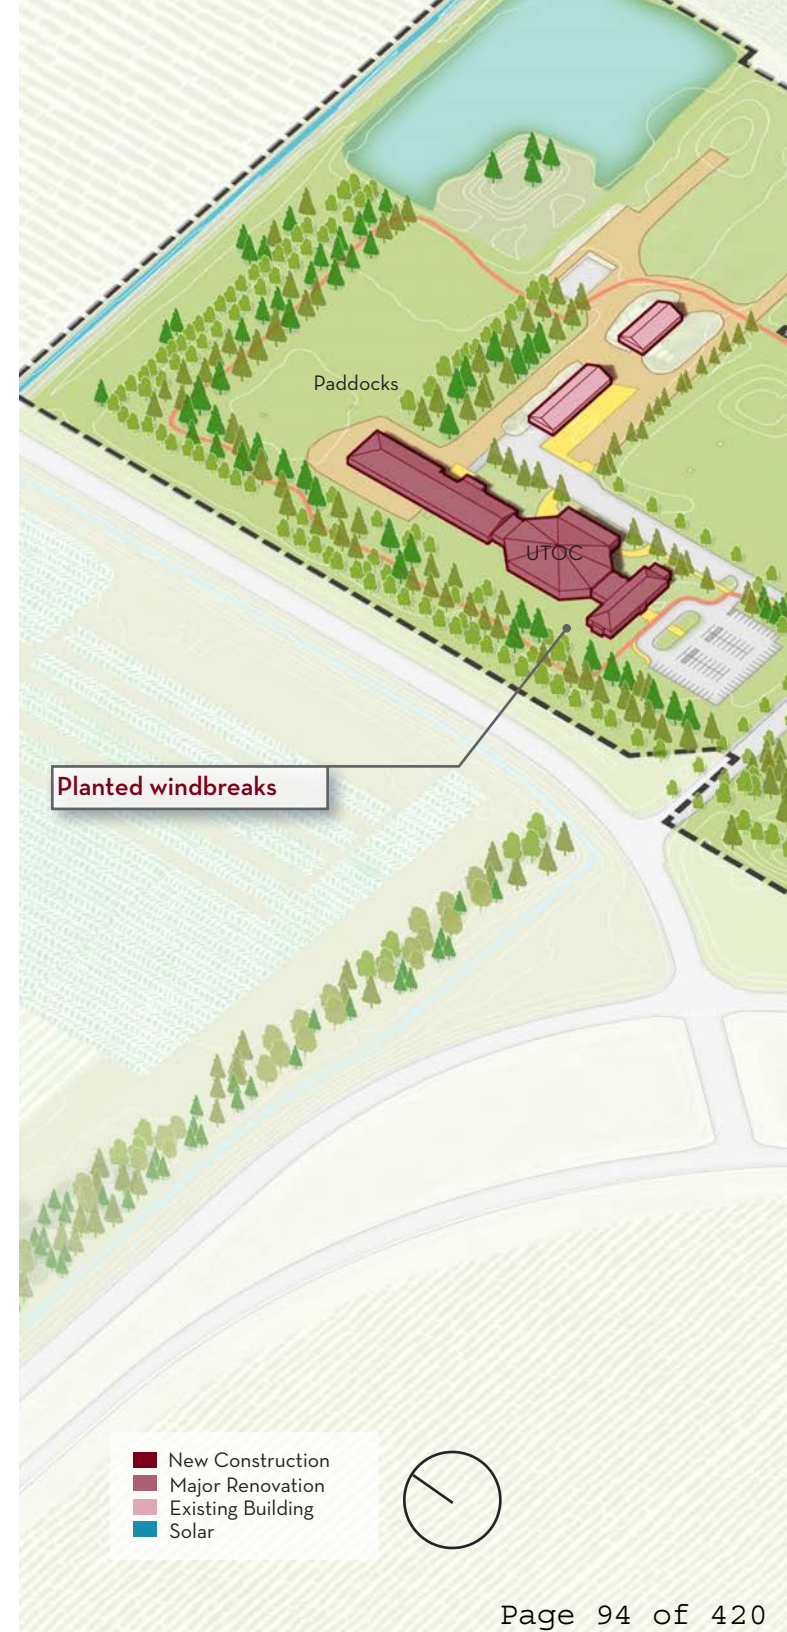 Paddocks
UTOC
Planted windbreaks
New Construction
Major Renovation
Existing Building
Solar
Page 94 of 420